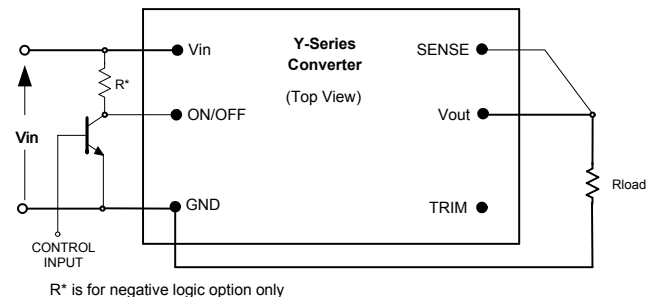 Y-Series
Converter
(Top View)
Vin
SENSE
R*
ON/OFF
Vout
Vin
Rload
GND
TRIM
CONTROL
INPUT
R* is for negative logic option only